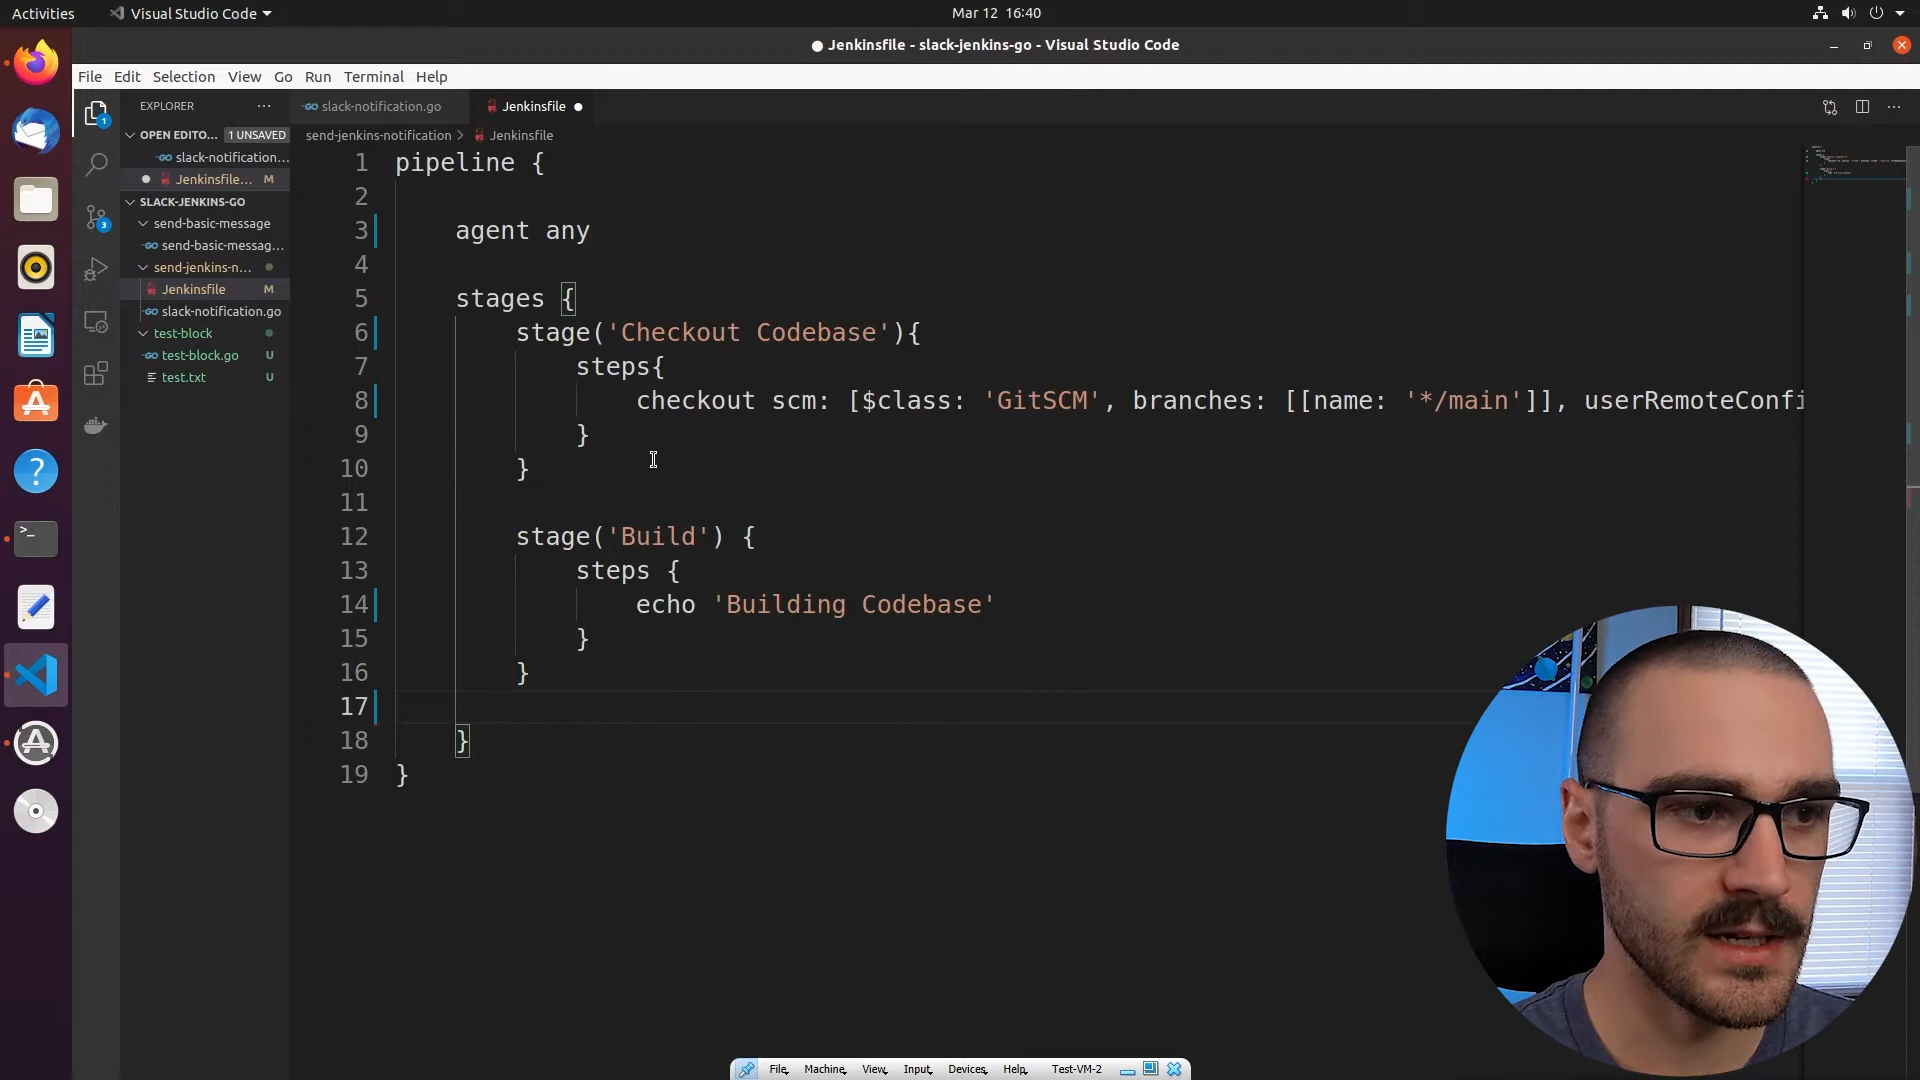 Activities
Visual Studio Code
Mar 12 16:40
● Jenkinsfile - slack-jenkins-go - Visual Studio Code
File Edit Selection View Go Run Terminal Help
EXPLORER
slack-notification.go
Jenkinsfile
OPEN EDITO... 1 UNSAVED
send-jenkins-notification > Jenkinsfile
slack-notification...
Jenkinsfile... M
SLACK-JENKINS-GO
send-basic-message
send-basic-messag...
send-jenkins-n...
Jenkinsfile M
slack-notification.go
test-block
test-block.go U
test.txt U
1
3
1 pipeline {
2
3 agent any
4
5 stages {
6 stage('Checkout Codebase'){
7 steps{
8 checkout scm: [$class: 'GitSCM', branches: [[name: '*/main']], userRemoteConfi
9 }
10 }
11
12 stage('Build') {
13 steps {
14 echo 'Building Codebase'
15 }
16 }
17
18 }
19 }
File Machine View Input Devices Help Test-VM-2